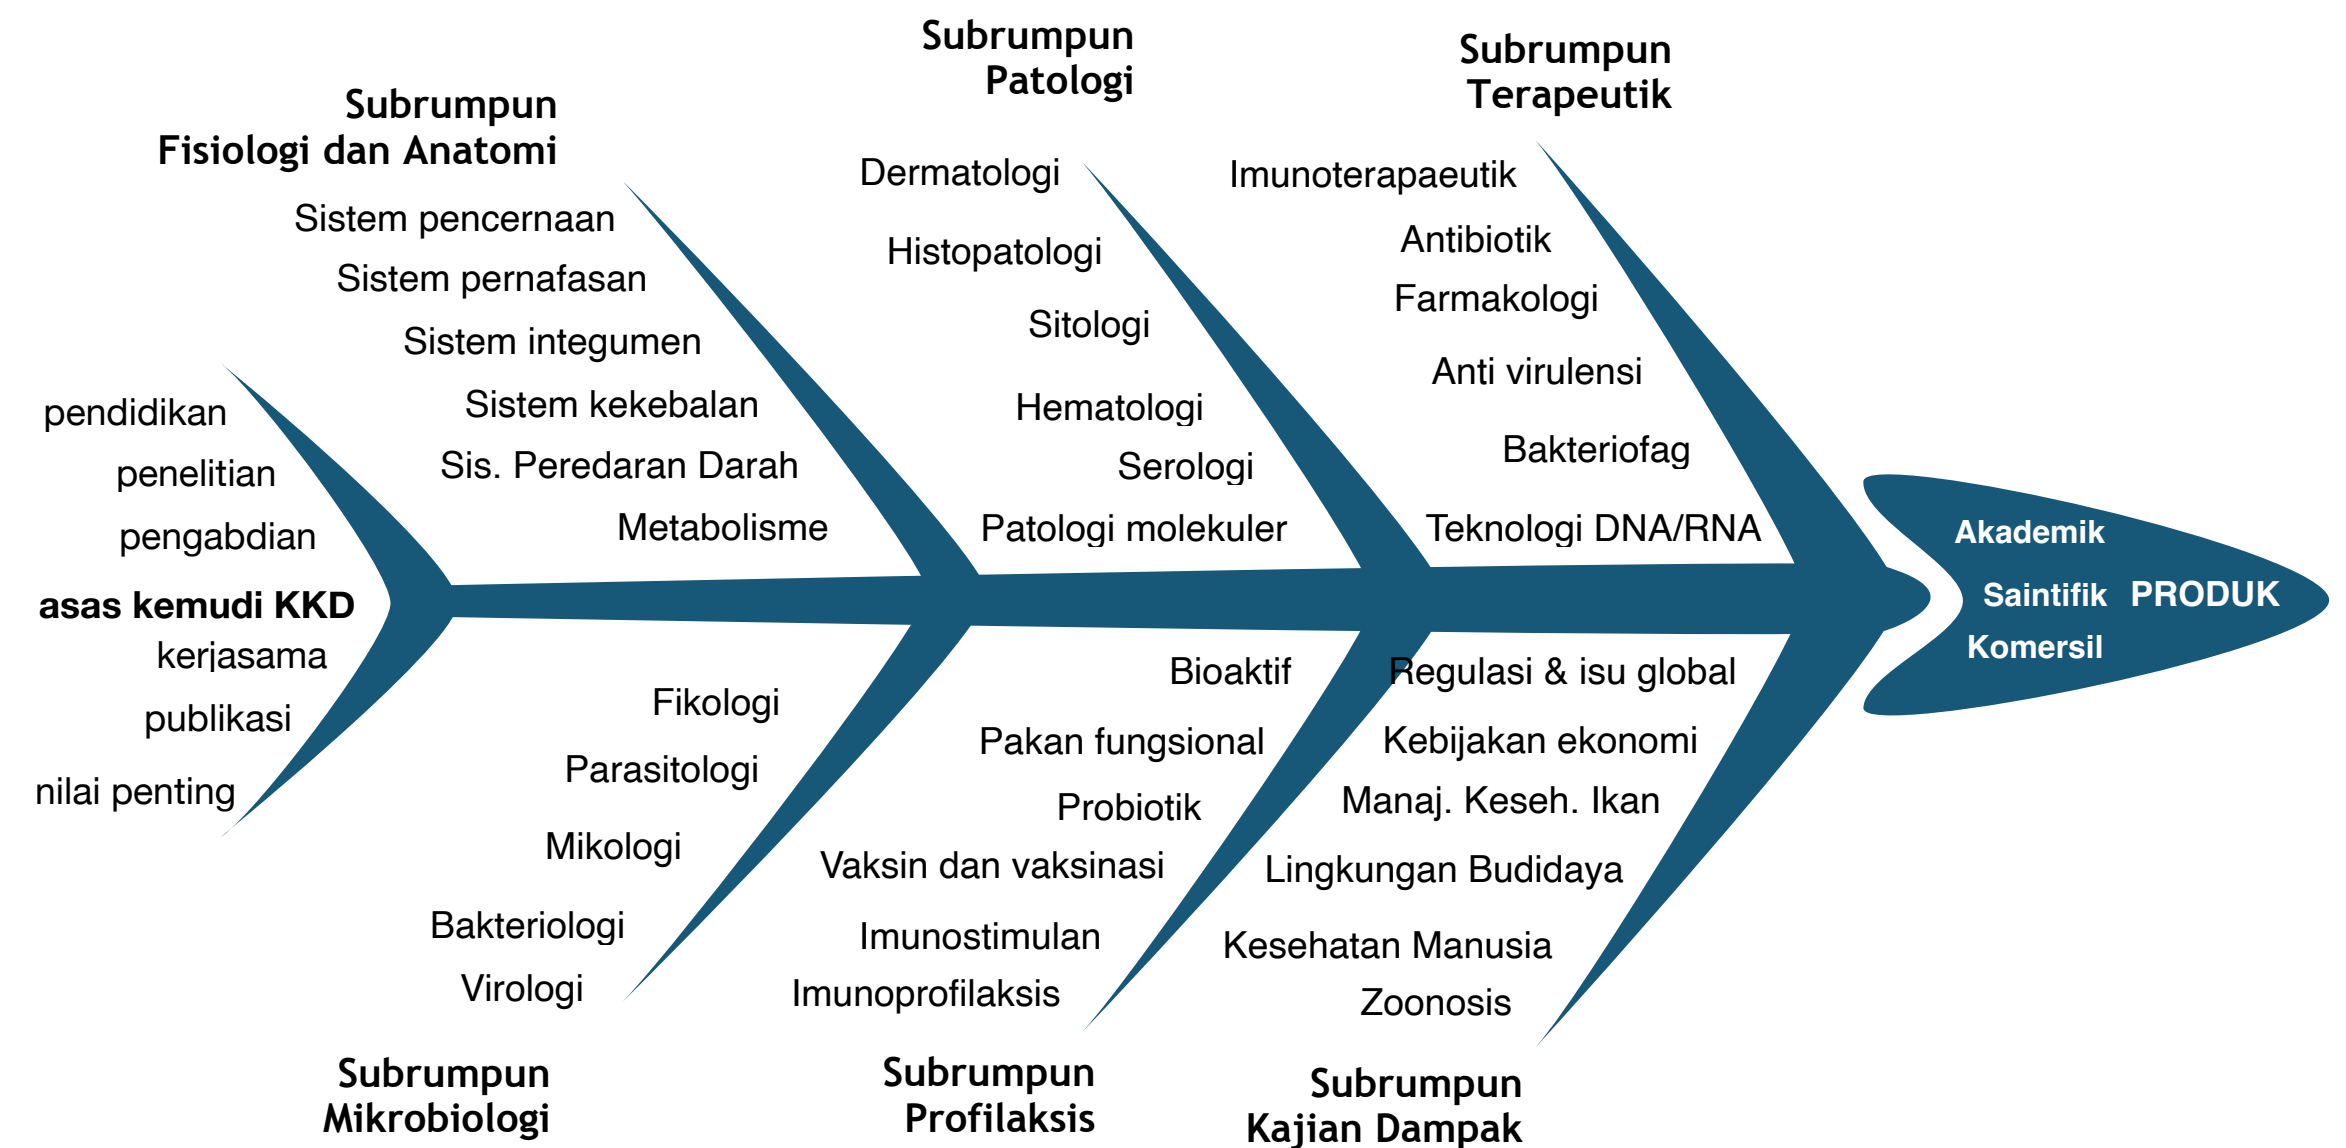 Subrumpun
Fisiologi dan Anatomi
Sistem pencernaan
Sistem pernafasan
Sistem integumen
Sistem kekebalan
Sis. Peredaran Darah
Metabolisme
Subrumpun
Patologi
Dermatologi
Histopatologi
Sitologi
Hematologi
Serologi
Patologi molekuler
Subrumpun
Terapeutik
Imunoterapaeutik
Antibiotik
Farmakologi
Anti virulensi
Bakteriofag
Teknologi DNA/RNA
pendidikan
penelitian
pengabdian
asas kemudi KKD
kerjasama
publikasi
nilai penting
Akademik
Saintifik PRODUK
Komersil
Fikologi
Parasitologi
Mikologi
Bakteriologi
Virologi
Subrumpun
Mikrobiologi
Bioaktif
Pakan fungsional
Probiotik
Vaksin dan vaksinasi
Imunostimulan
Imunoprofilaksis
Subrumpun
Profilaksis
Regulasi & isu global
Kebijakan ekonomi
Manaj. Keseh. Ikan
Lingkungan Budidaya
Kesehatan Manusia
Zoonosis
Subrumpun
Kajian Dampak